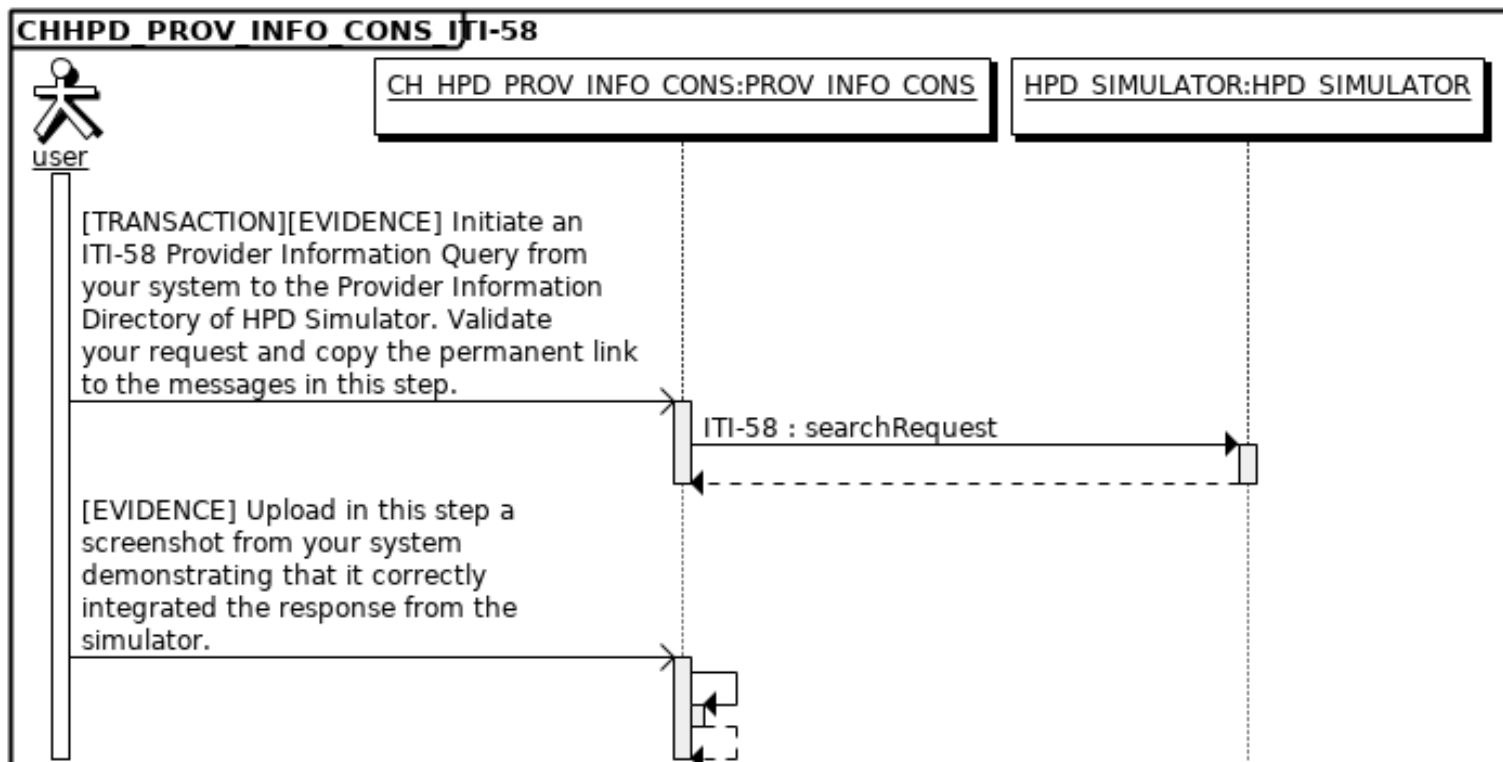 CHHPD_PROV_INFO_CONS_ITI-58
CH_HPD_PROV_INFO_CONS:PROV_INFO_CONS
HPD_SIMULATOR:HPD_SIMULATOR
user
[TRANSACTION][EVIDENCE] Initiate an
ITI-58 Provider Information Query from
your system to the Provider Information
Directory of HPD Simulator. Validate
your request and copy the permanent link
to the messages in this step.
ITI-58 : searchRequest
[EVIDENCE] Upload in this step a
screenshot from your system
demonstrating that it correctly
integrated the response from the
simulator.